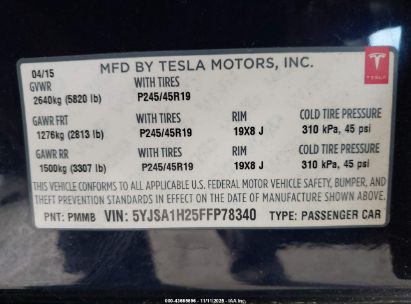 04/15 MFD BY TESLA MOTORS, INC.
GVWR WITH TIRES
2640kg (5820 lb) P245/45R19
GAWR FRT WITH TIRES RIM COLD TIRE PRESSURE
1276kg (2813 lb) P245/45R19 19X8 J 310 kPa, 45 psi
GAWR RR WITH TIRES RIM COLD TIRE PRESSURE
1500kg (3307 lb) P245/45R19 19X8 J 310 kPa, 45 psi
THIS VEHICLE CONFORMS TO ALL APPLICABLE U.S. FEDERAL MOTOR VEHICLE SAFETY, BUMPER, AND
THEFT PREVENTION STANDARDS IN EFFECT ON THE DATE OF MANUFACTURE SHOWN ABOVE.
PNT: PMMB VIN: 5YJSA1H25FFP78340 TYPE: PASSENGER CAR
TESLA